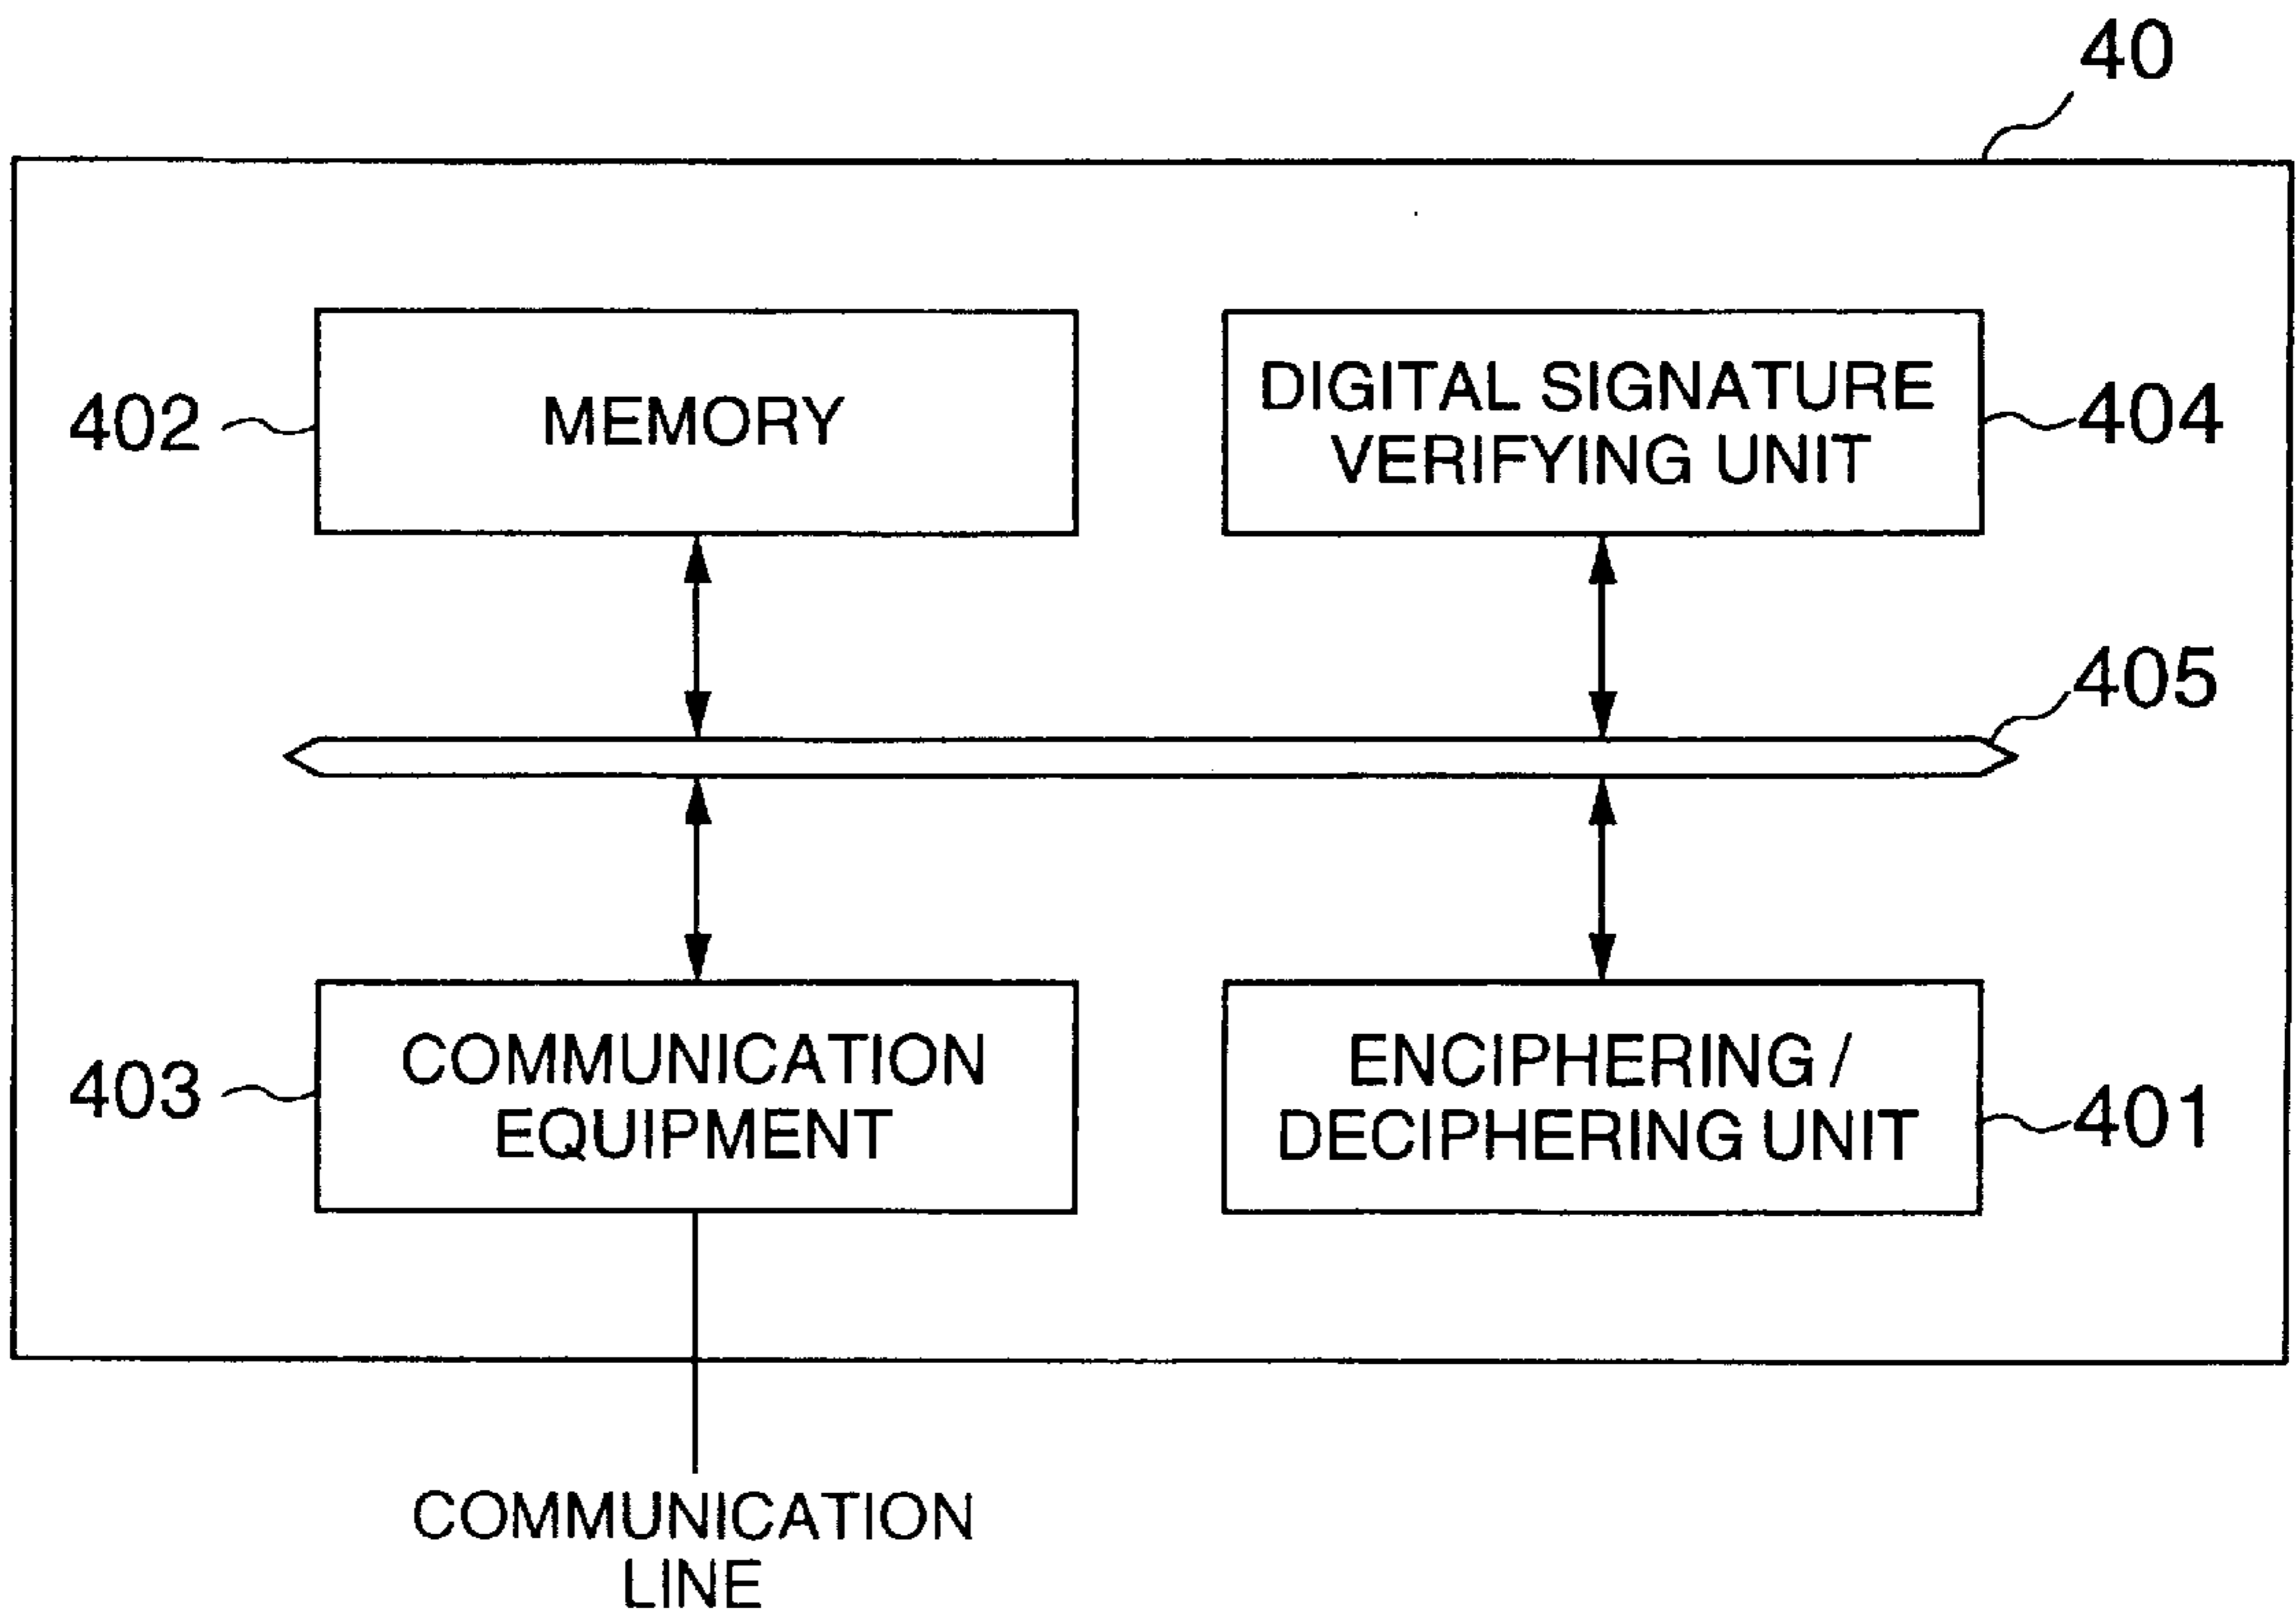 40
402
MEMORY
DIGITAL SIGNATURE
VERIFYING UNIT
404
405
403
COMMUNICATION
EQUIPMENT
ENCIPHERING /
DECIPHERING UNIT
401
COMMUNICATION
LINE